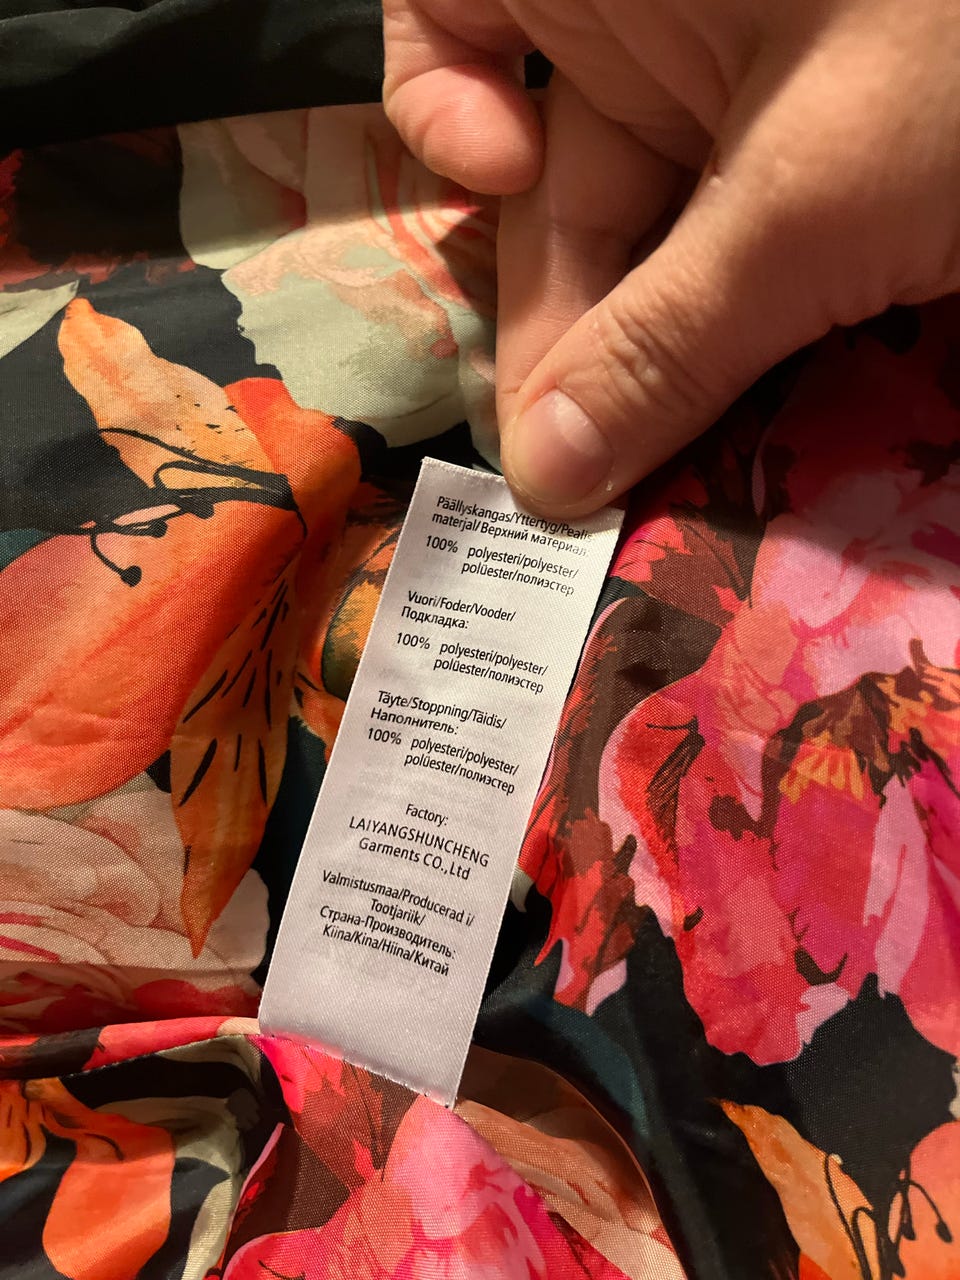 Päällyskangas/Yttertyg/Pealis
materjal/Верхний материал:
100% polyesteri/polyester/
polüester/полиэстер
Vuori/Foder/Vooder/
Подкладка:
100% polyesteri/polyester/
polüester/полиэстер
Täyte/Stoppning/Täidis/
Наполнитель:
100% polyesteri/polyester/
polüester/полиэстер
Factory:
LAIYANGSHUNCHENG
Garments CO.,Ltd
Valmistusmaa/Producerad i/
Tootjariik/
Страна-Производитель:
Kiina/Kina/Hiina/Китай